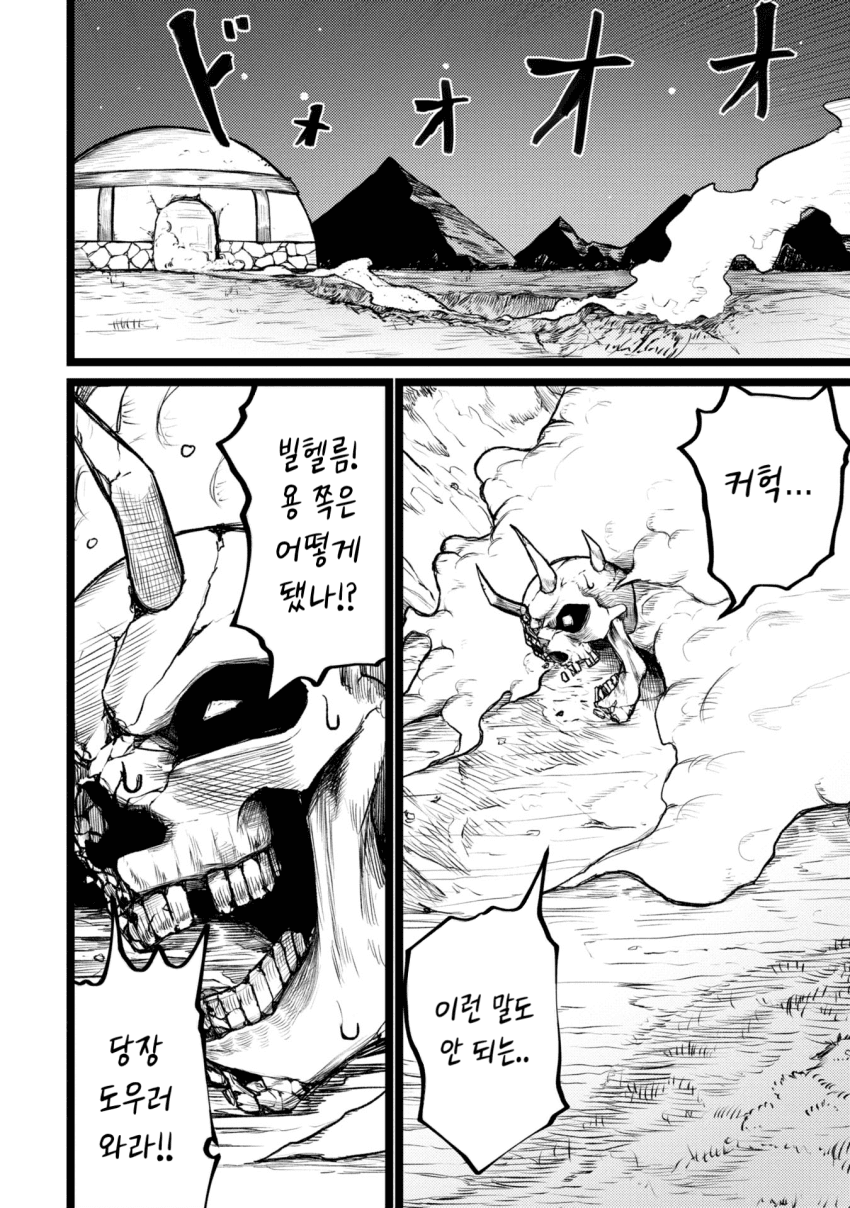 ドォオオオ
커헉...
이런 말도
안 되는..
빌헬름!
용 쪽은
어떻게
됐나!?
당장
도우러
와라!!